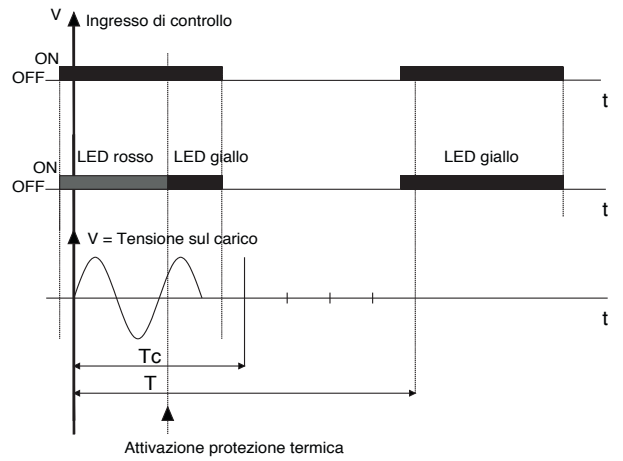 V
Ingresso di controllo
ON
OFF
t
LED rosso
LED giallo
LED giallo
ON
OFF
t
V = Tensione sul carico
t
Tc
T
Attivazione protezione termica